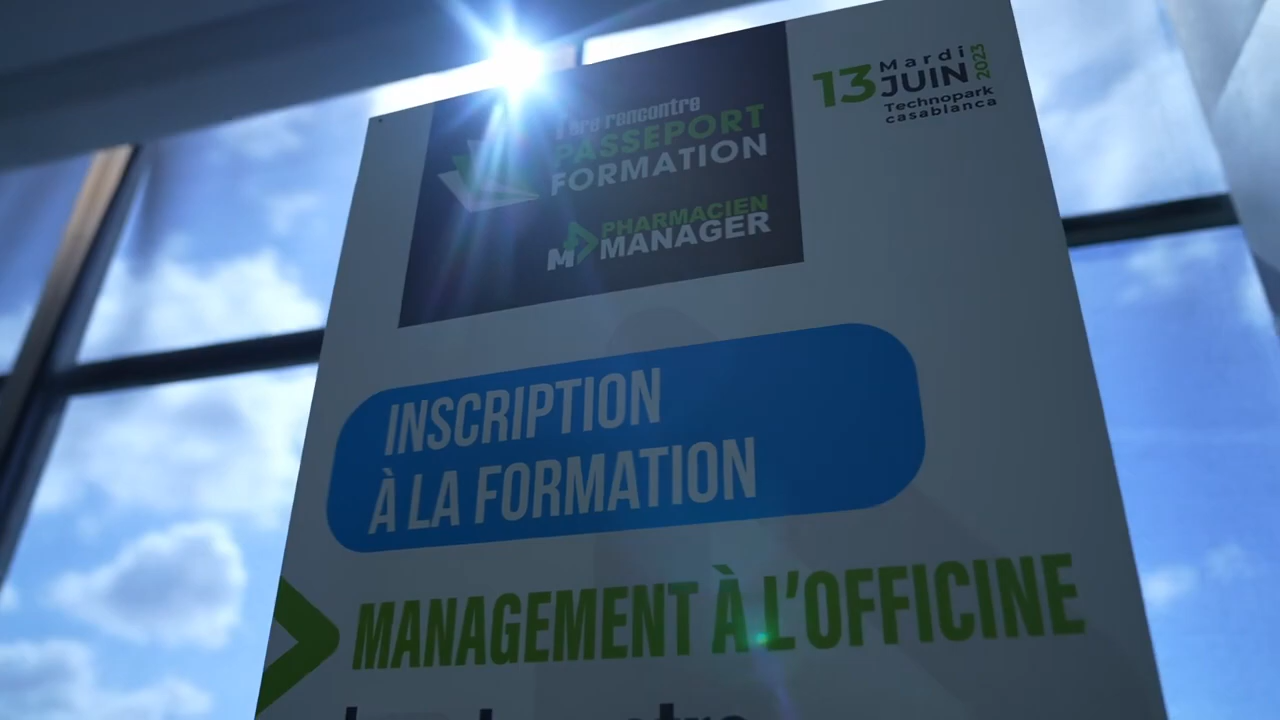 1ère rencontre
PASSEPORT
FORMATION
PHARMACIEN
M MANAGER
13 Mardi
JUIN 2023
Technopark
casablanca
INSCRIPTION
À LA FORMATION
MANAGEMENT À L'OFFICINE